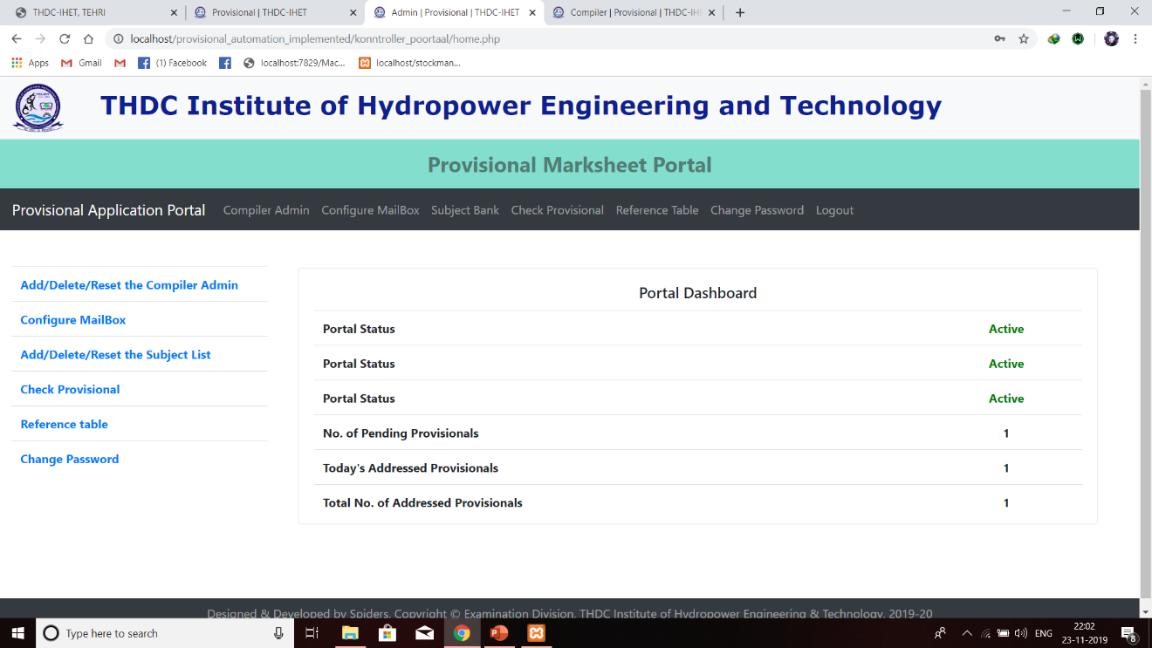 THDC-IHET, TEHRI
Provisional | THDC-IHET
Admin | Provisional | THDC-IHET
Compiler | Provisional | THDC-IH
localhost/provisional_automation_implemented/konntroller_poortaal/home.php
Apps
Gmail
(1) Facebook
localhost:7829/Mac...
localhost/stockman...
THDC Institute of Hydropower Engineering and Technology
Provisional Marksheet Portal
Provisional Application Portal Compiler Admin Configure MailBox Subject Bank Check Provisional Reference Table Change Password Logout
Add/Delete/Reset the Compiler Admin
Configure MailBox
Add/Delete/Reset the Subject List
Check Provisional
Reference table
Change Password
Portal Dashboard
Portal Status Active
Portal Status Active
Portal Status Active
No. of Pending Provisionals 1
Today's Addressed Provisionals 1
Total No. of Addressed Provisionals 1
Designed & Developed by Spiders. Copyright © Examination Division, THDC Institute of Hydropower Engineering & Technology, 2019-20
Type here to search
ENG
22:02
23-11-2019